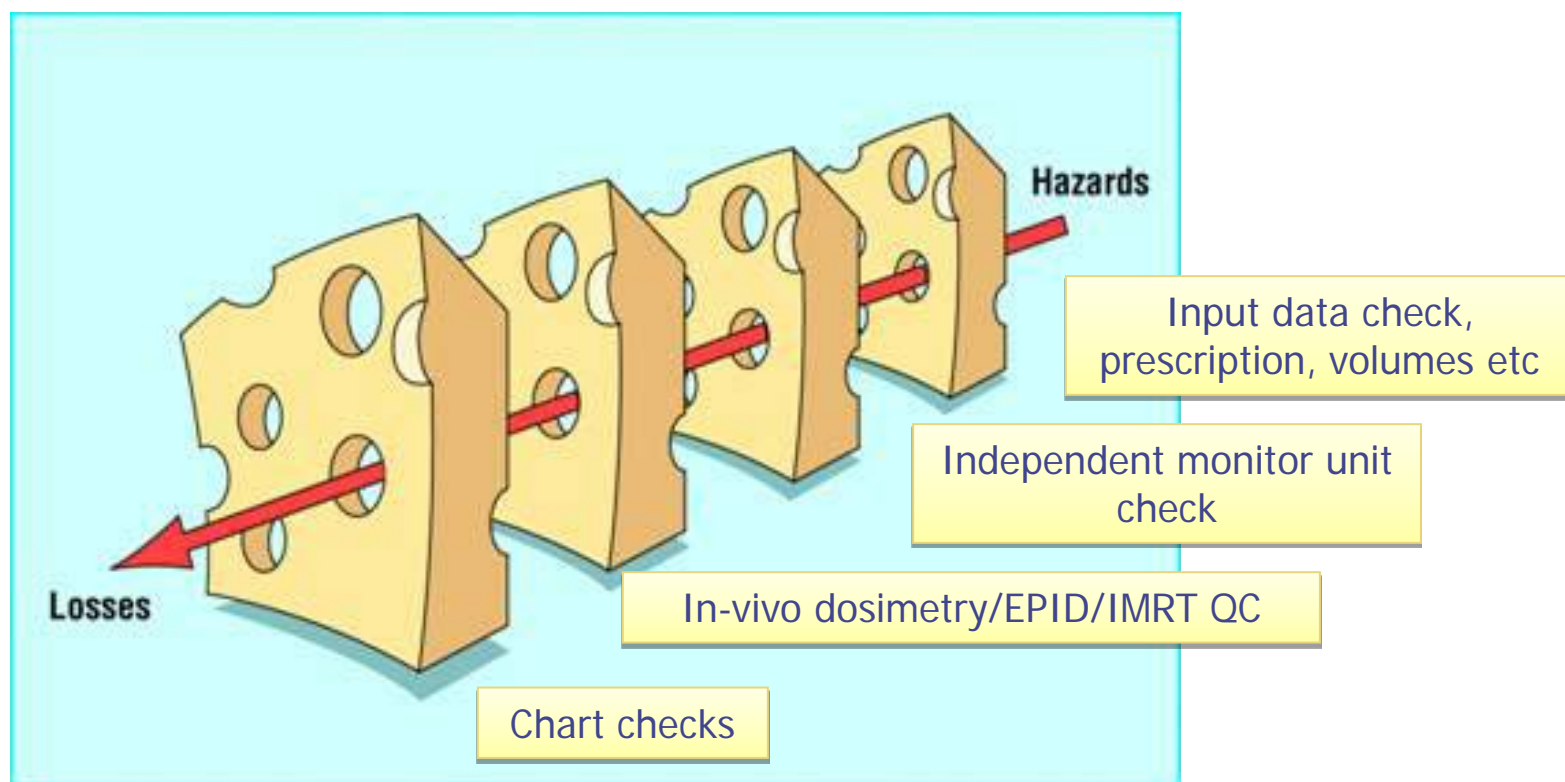 Hazards
Input data check,
prescription, volumes etc
Independent monitor unit
check
In-vivo dosimetry/EPID/IMRT QC
Losses
Chart checks